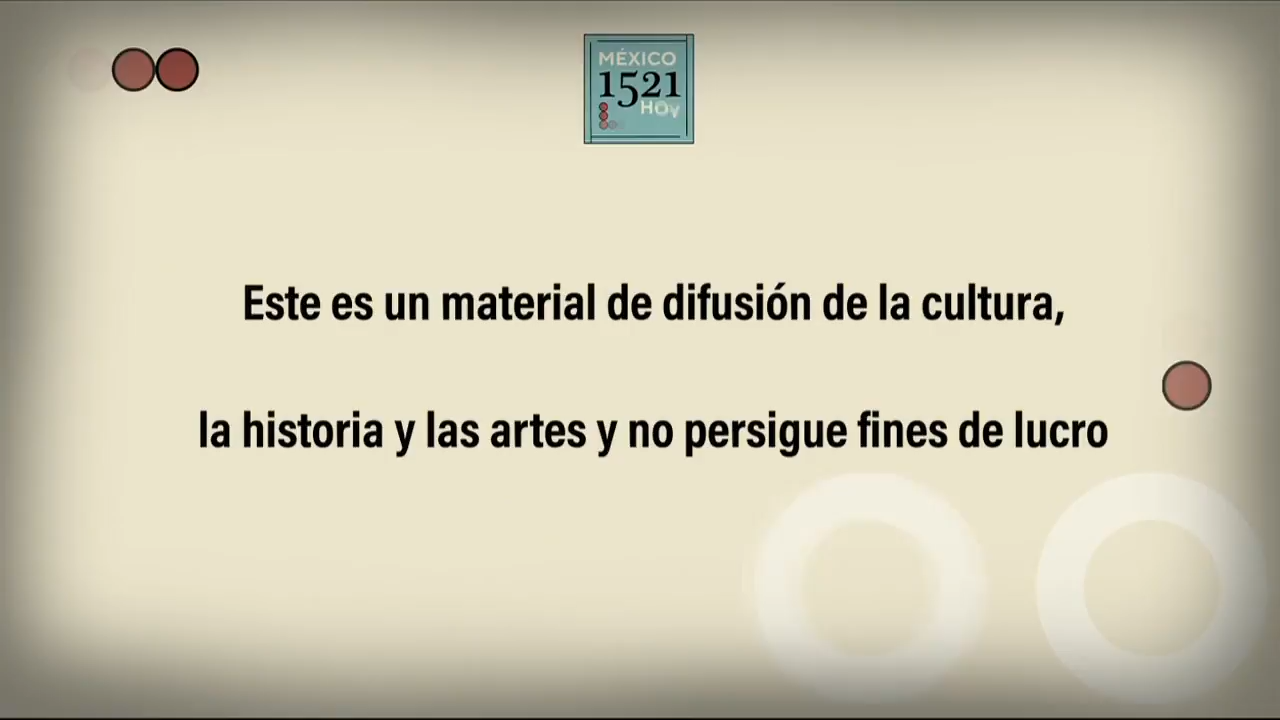 MÉXICO
1521
HOY
Este es un material de difusión de la cultura,
la historia y las artes y no persigue fines de lucro